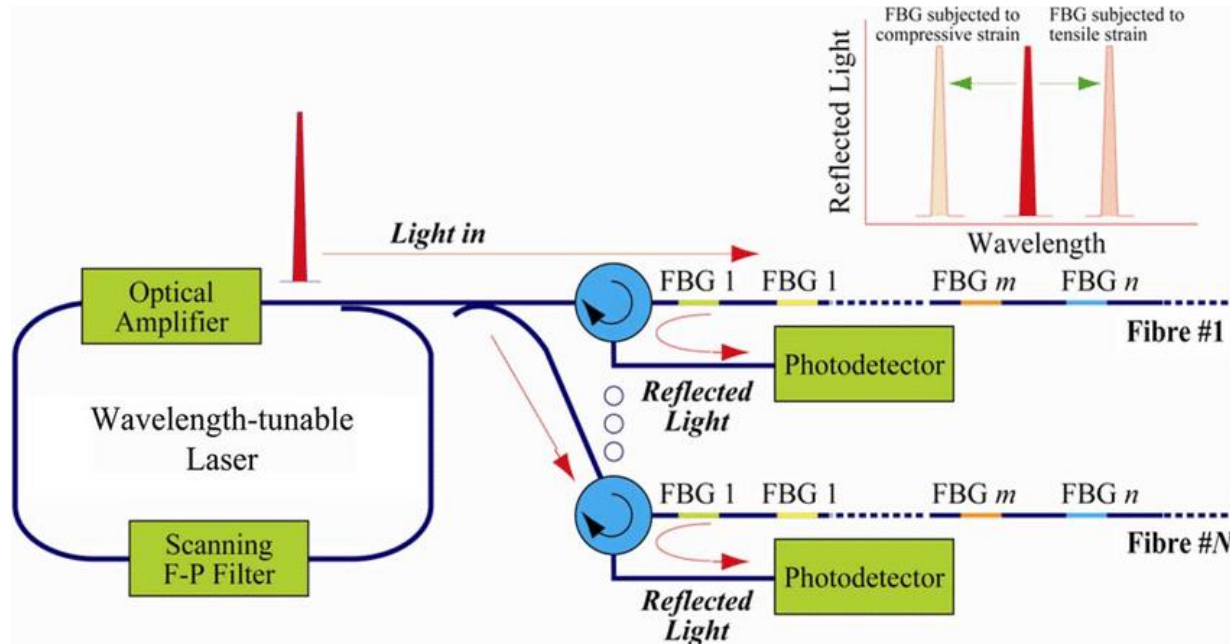 FBG subjected to
compressive strain
FBG subjected to
tensile strain
Reflected Light
Wavelength
Light in
Optical
Amplifier
Wavelength-tunable
Laser
Scanning
F-P Filter
FBG 1
FBG 1
FBG m
FBG n
Fibre #1
Photodetector
Reflected
Light
FBG 1
FBG 1
FBG m
FBG n
Fibre #N
Photodetector
Reflected
Light